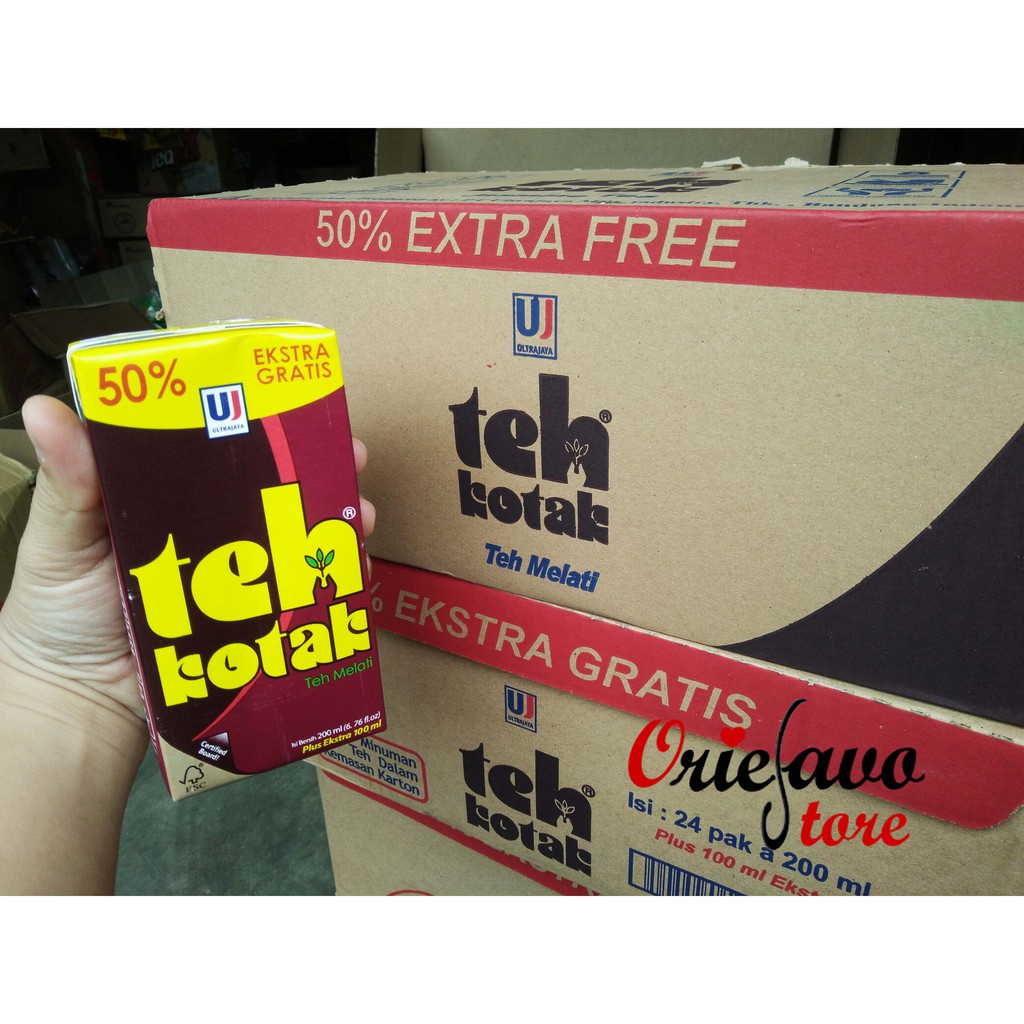 50%
EKSTRA
GRATIS
UJ
ULTRAJAYA
teh
kotak
Teh Melati
Isi Bersih 200 ml (6. 76 fl.oz)
Plus Ekstra 100 ml
Certified
Board!
FSC
50% EXTRA FREE
UJ
ULTRAJAYA
teh
kotak
Teh Melati
% EKSTRA GRATIS
UJ
ULTRAJAYA
teh
kotak
Minuman
Teh Dalam
Kemasan Karton
Isi : 24 pak à 200 ml
Plus 100 ml Ekst
Oriefavo
Store